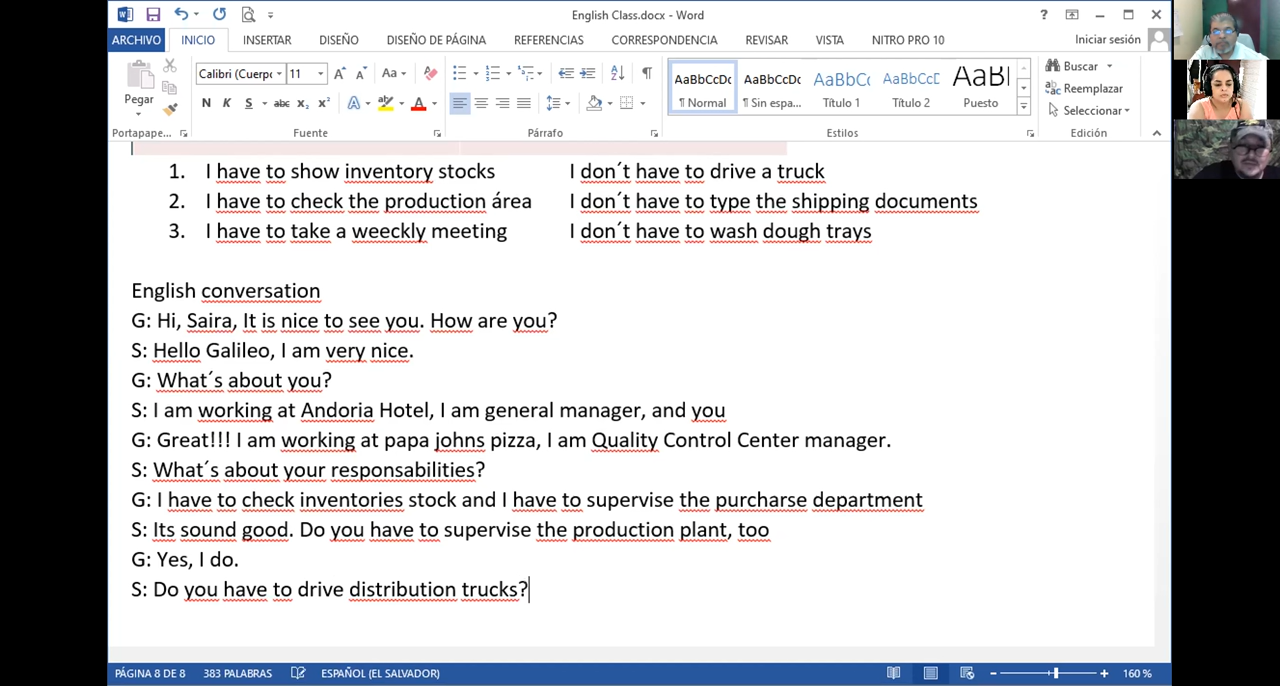 English Class.docx - Word
ARCHIVO INICIO INSERTAR DISEÑO DISEÑO DE PÁGINA REFERENCIAS CORRESPONDENCIA REVISAR VISTA NITRO PRO 10 Iniciar sesión
Calibri (Cuerpo 11 Aa
Pegar
N K S abc x₂ x² A ab A
AaBbCcDc AaBbCcDc AaBbCc AaBbCcD AaBl
¶ Normal ¶ Sin espa... Título 1 Título 2 Puesto
Buscar
Reemplazar
Seleccionar
Portapape... Fuente Párrafo Estilos Edición
1. I have to show inventory stocks I don´t have to drive a truck
2. I have to check the production área I don´t have to type the shipping documents
3. I have to take a weeckly meeting I don´t have to wash dough trays
English conversation
G: Hi, Saira, It is nice to see you. How are you?
S: Hello Galileo, I am very nice.
G: What´s about you?
S: I am working at Andoria Hotel, I am general manager, and you
G: Great!!! I am working at papa johns pizza, I am Quality Control Center manager.
S: What´s about your responsabilities?
G: I have to check inventories stock and I have to supervise the purcharse department
S: Its sound good. Do you have to supervise the production plant, too
G: Yes, I do.
S: Do you have to drive distribution trucks?
PÁGINA 8 DE 8 383 PALABRAS ESPAÑOL (EL SALVADOR) 160 %